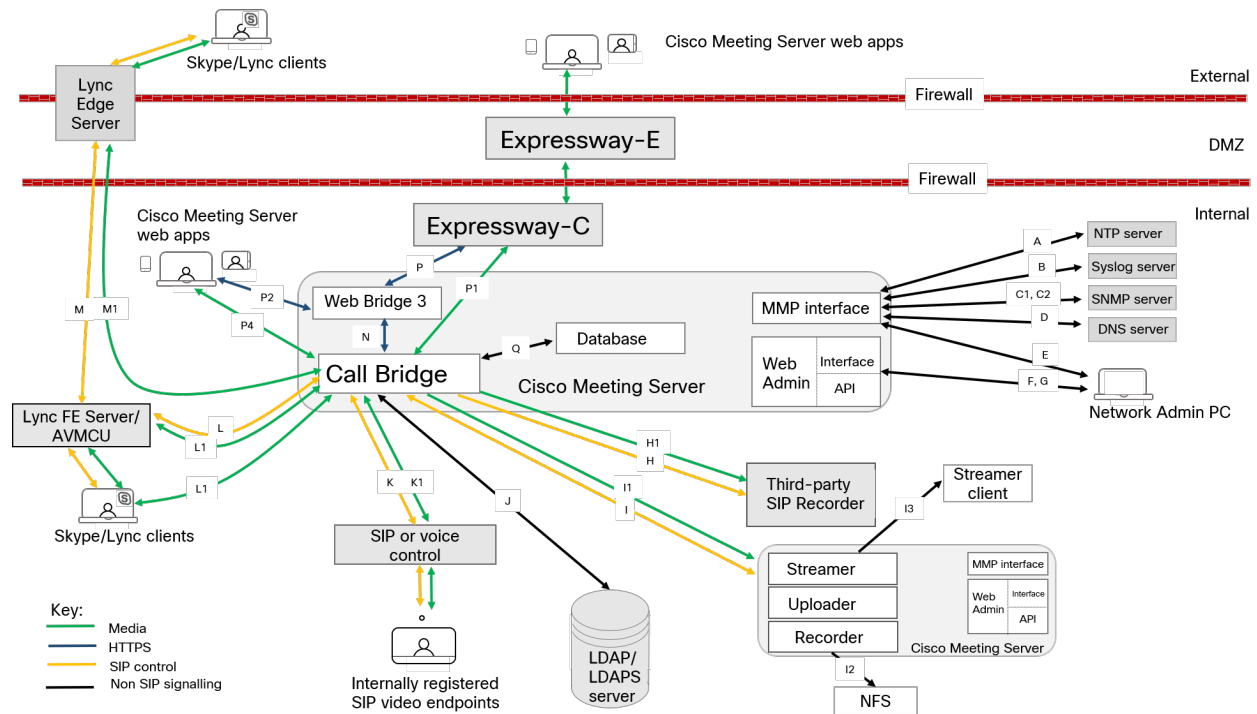 Skype/Lync clients
Cisco Meeting Server web apps
External
Lync
Edge
Server
Firewall
Expressway-E
DMZ
Firewall
Internal
Cisco Meeting Server
web apps
Expressway-C
NTP server
A
Syslog server
B
SNMP server
C1, C2
DNS server
D
P
P1
P2
P4
M
M1
Web Bridge 3
MMP interface
N
Q
Database
E
F, G
Web
Admin
Interface
API
Call Bridge
Cisco Meeting Server
Network Admin PC
Lync FE Server/
AVMCU
L
L1
L1
H1
H
K
K1
J
I1
I
Third-party
SIP Recorder
Streamer
client
I3
S
S
Skype/Lync clients
SIP or voice
control
Streamer
Uploader
Recorder
MMP interface
Web
Admin
Interface
API
Cisco Meeting Server
I2
NFS
Key:
Media
HTTPS
SIP control
Non SIP signalling
Internally registered
SIP video endpoints
LDAP/
LDAPS
server